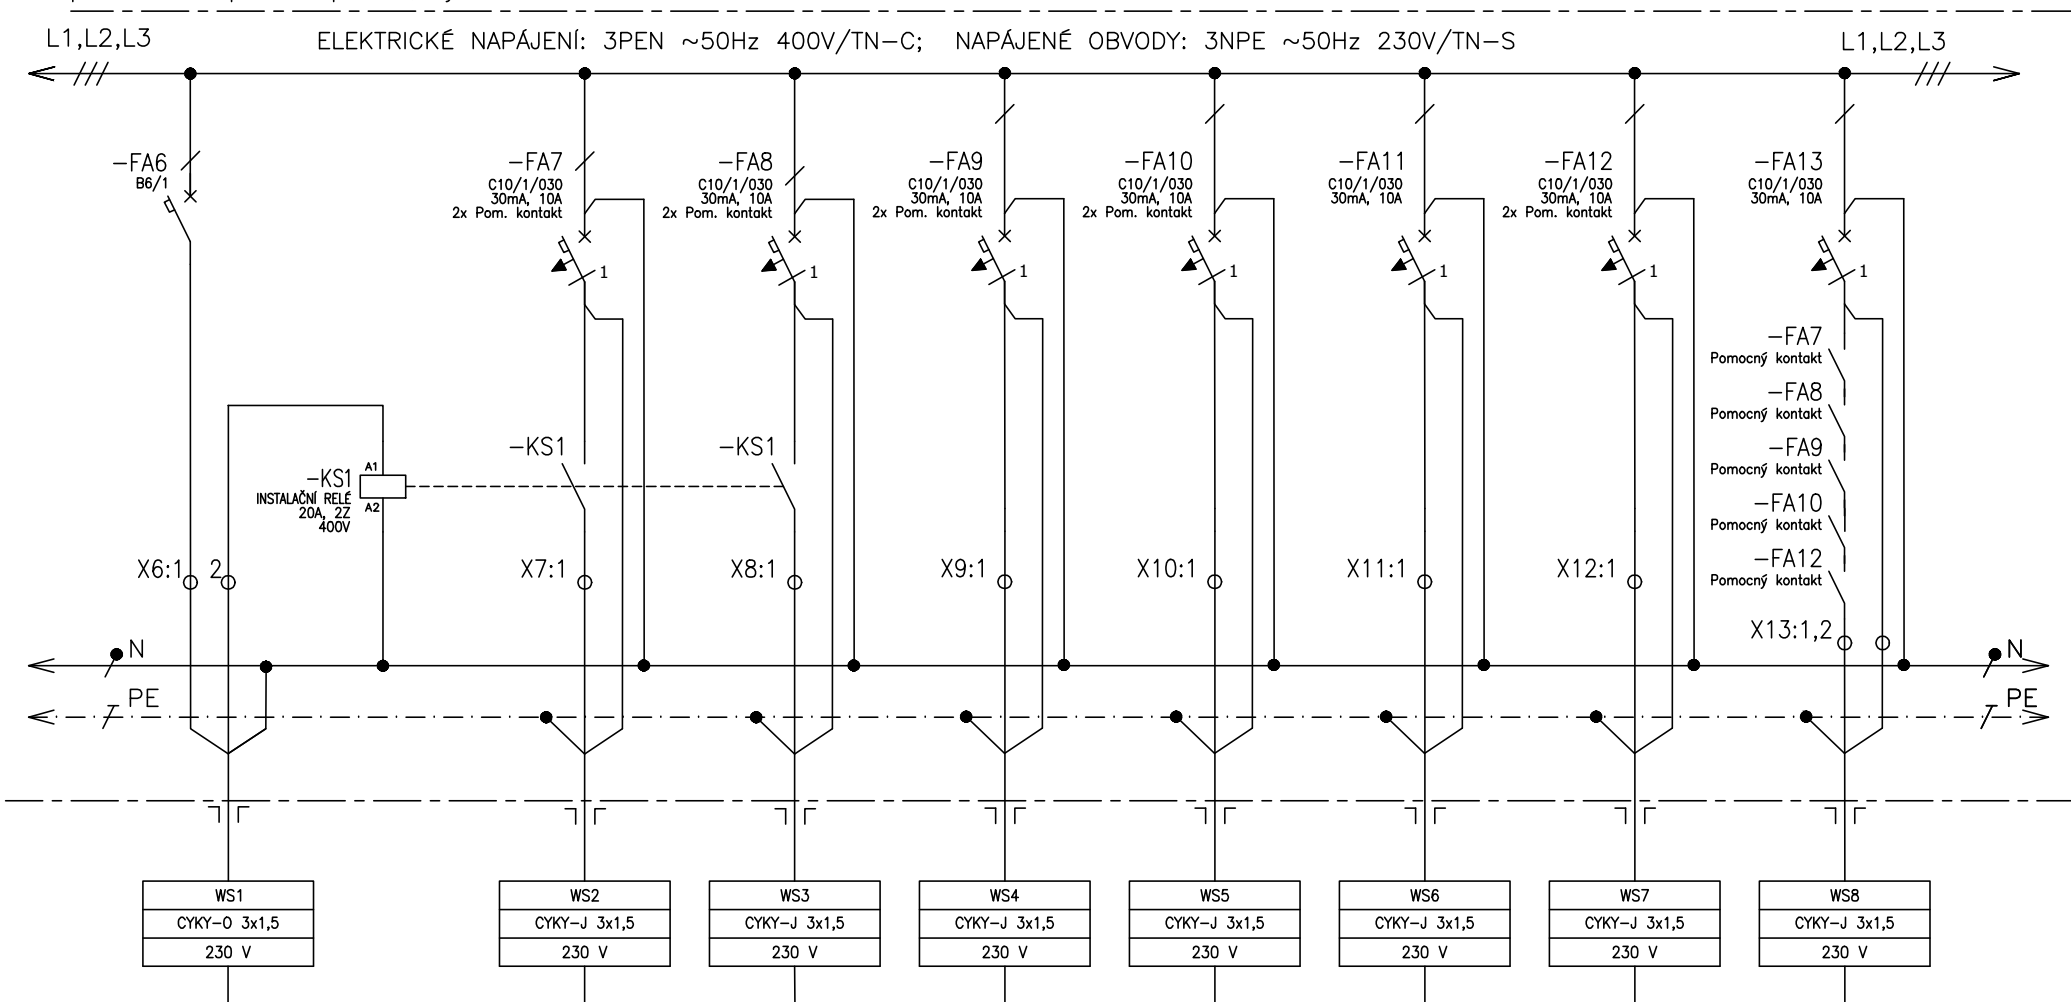 L1,L2,L3
ELEKTRICKÉ NAPÁJENÍ: 3PEN ~50Hz 400V/TN-C; NAPÁJENÉ OBVODY: 3NPE ~50Hz 230V/TN-S
L1,L2,L3
-FA6
B6/1
-FA7
C10/1/030
30mA, 10A
2x Pom. kontakt
1
-FA8
C10/1/030
30mA, 10A
2x Pom. kontakt
1
-FA9
C10/1/030
30mA, 10A
2x Pom. kontakt
1
-FA10
C10/1/030
30mA, 10A
2x Pom. kontakt
1
-FA11
C10/1/030
30mA, 10A
1
-FA12
C10/1/030
30mA, 10A
2x Pom. kontakt
1
-FA13
C10/1/030
30mA, 10A
1
-FA7
Pomocný kontakt
-FA8
Pomocný kontakt
-FA9
Pomocný kontakt
-FA10
Pomocný kontakt
-FA12
Pomocný kontakt
-KS1
INSTALAČNÍ RELÉ
20A, 2Z
400V
A1
A2
-KS1
-KS1
X6:1
2
X7:1
X8:1
X9:1
X10:1
X11:1
X12:1
X13:1,2
N
N
PE
PE
WS1
CYKY-O 3x1,5
230 V
WS2
CYKY-J 3x1,5
230 V
WS3
CYKY-J 3x1,5
230 V
WS4
CYKY-J 3x1,5
230 V
WS5
CYKY-J 3x1,5
230 V
WS6
CYKY-J 3x1,5
230 V
WS7
CYKY-J 3x1,5
230 V
WS8
CYKY-J 3x1,5
230 V